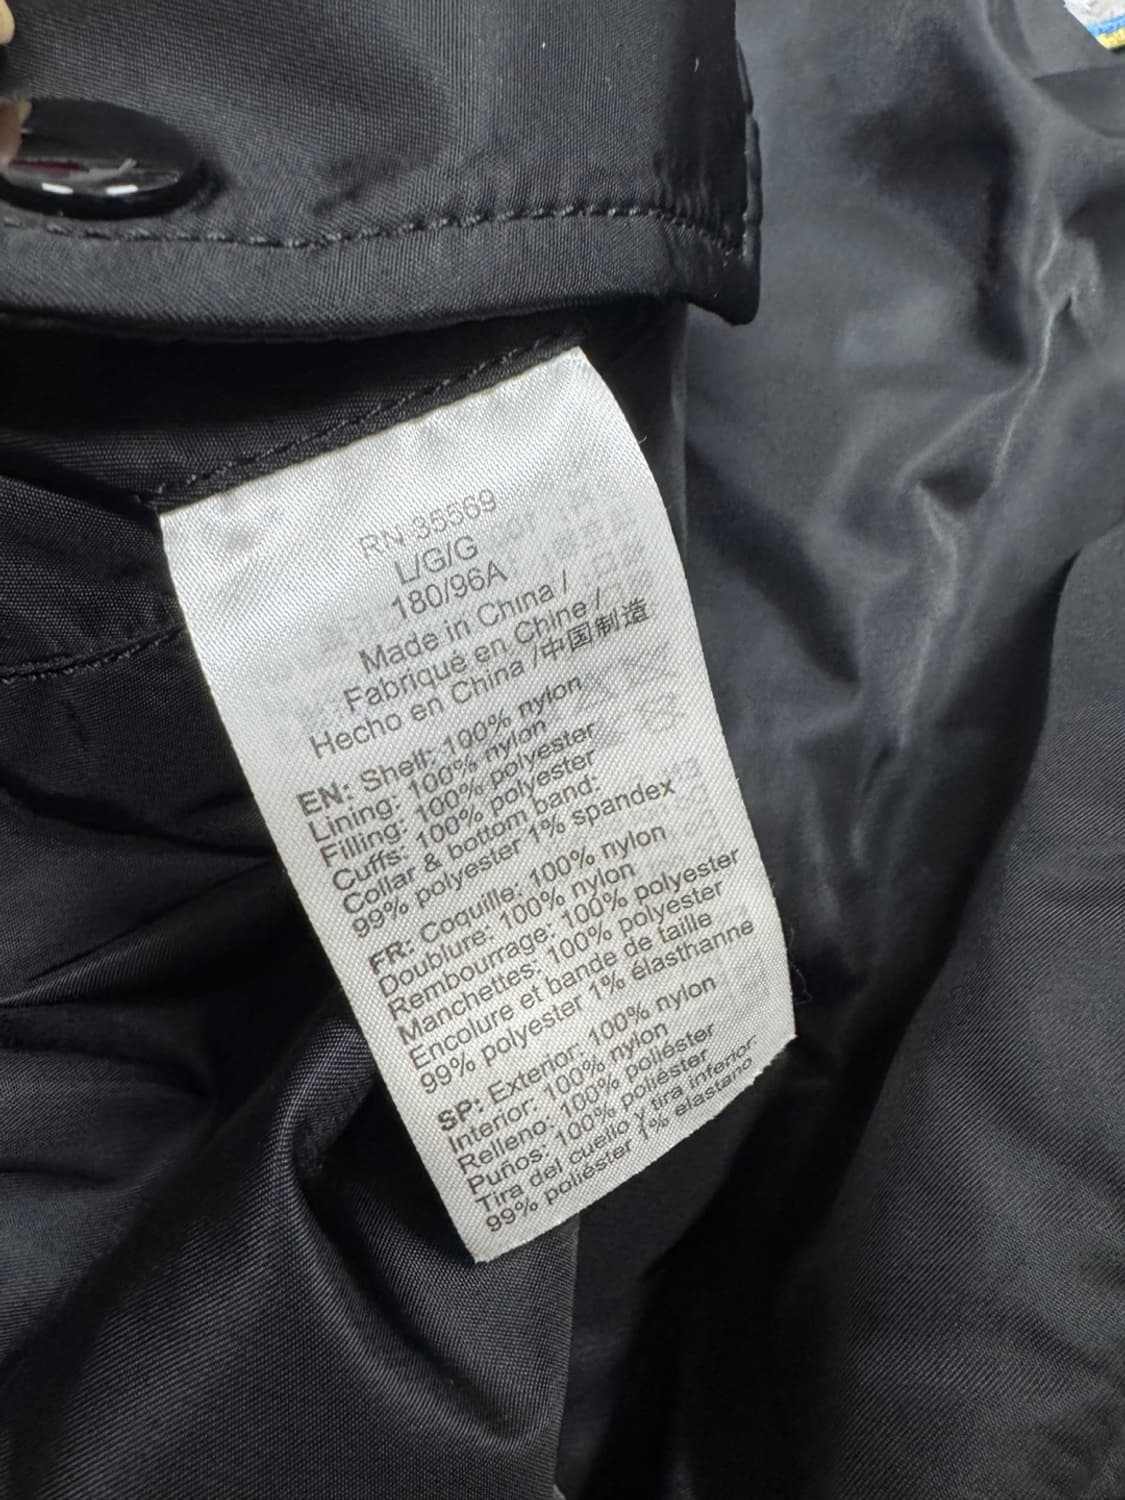 RN 35569
L/G/G
180/96A
Made in China /
Fabriqué en Chine /
Hecho en China /中国制造
EN: Shell: 100% nylon
Lining: 100% nylon
Filling: 100% polyester
Cuffs: 100% polyester
Collar & bottom band:
99% polyester 1% spandex
FR: Coquille: 100% nylon
Doublure: 100% nylon
Rembourrage: 100% polyester
Manchettes: 100% polyester
Encolure et bande de taille
99% polyester 1% élasthanne
SP: Exterior: 100% nylon
Interior: 100% nylon
Relleno: 100% poliéster
Puños: 100% poliéster
Tira del cuello y tira inferior:
99% poliéster 1% elastano